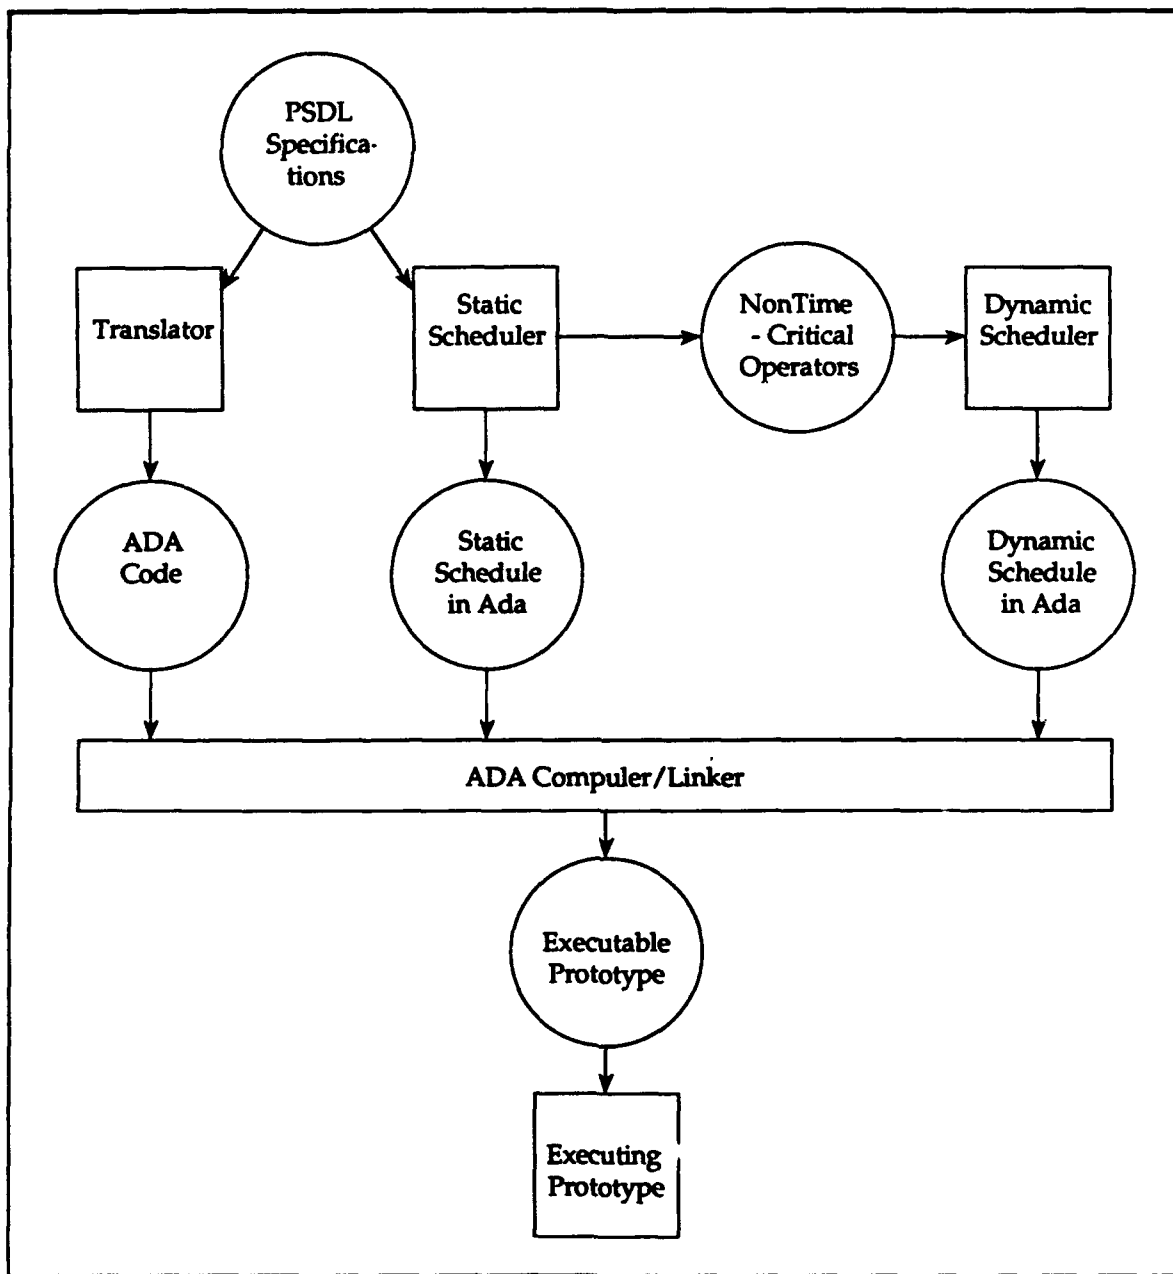 PSDL
Specifica-
tions
Translator
Static
Scheduler
NonTime
- Critical
Operators
Dynamic
Scheduler
ADA
Code
Static
Schedule
in Ada
Dynamic
Schedule
in Ada
ADA Compuler/Linker
Executable
Prototype
Executing
Prototype